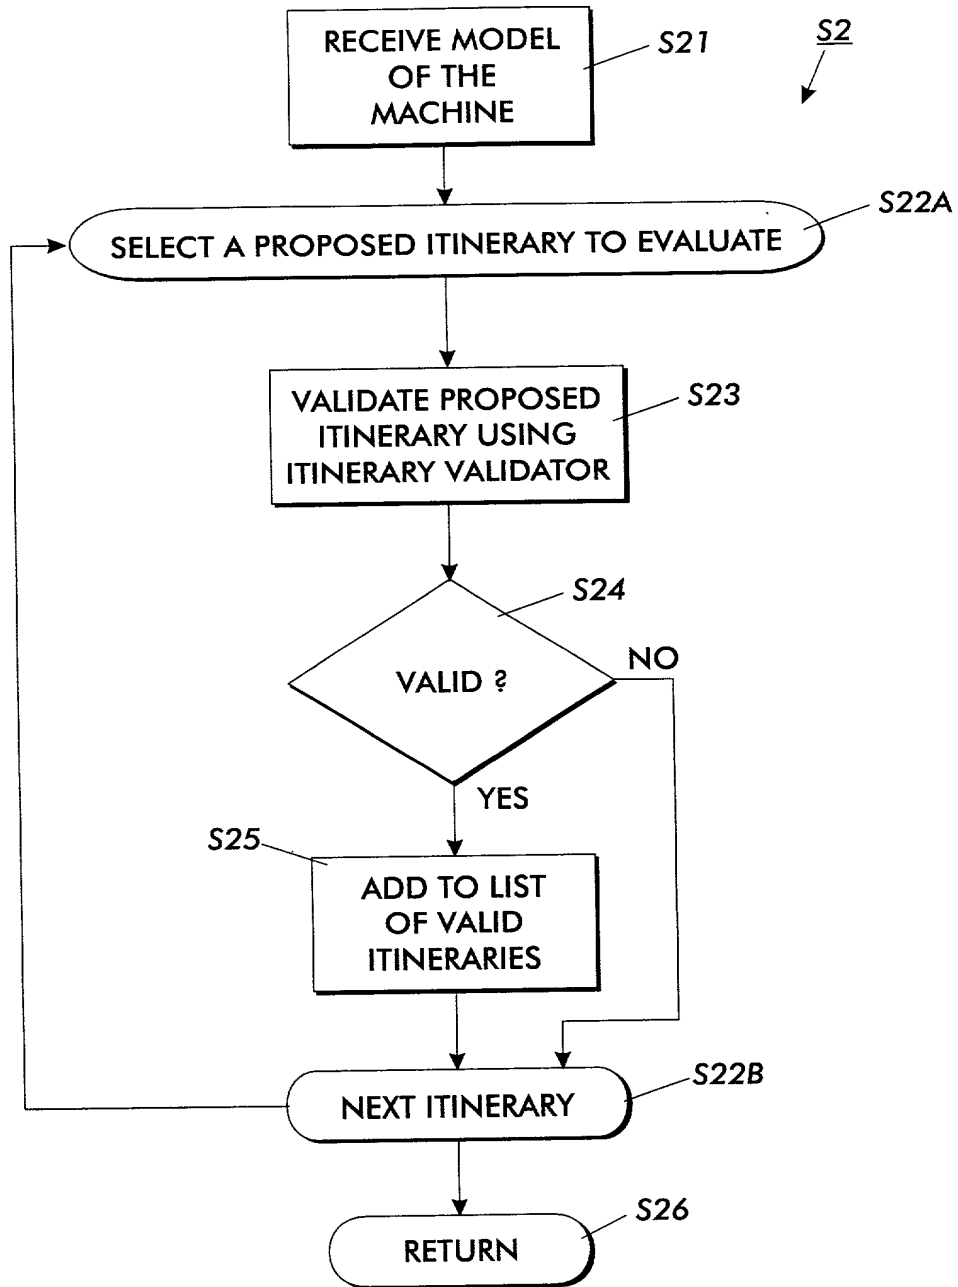 RECEIVE MODEL
OF THE
MACHINE
S21
S2
S22A
SELECT A PROPOSED ITINERARY TO EVALUATE
VALIDATE PROPOSED
ITINERARY USING
ITINERARY VALIDATOR
S23
S24
VALID ?
NO
YES
S25
ADD TO LIST
OF VALID
ITINERARIES
NEXT ITINERARY
S22B
RETURN
S26